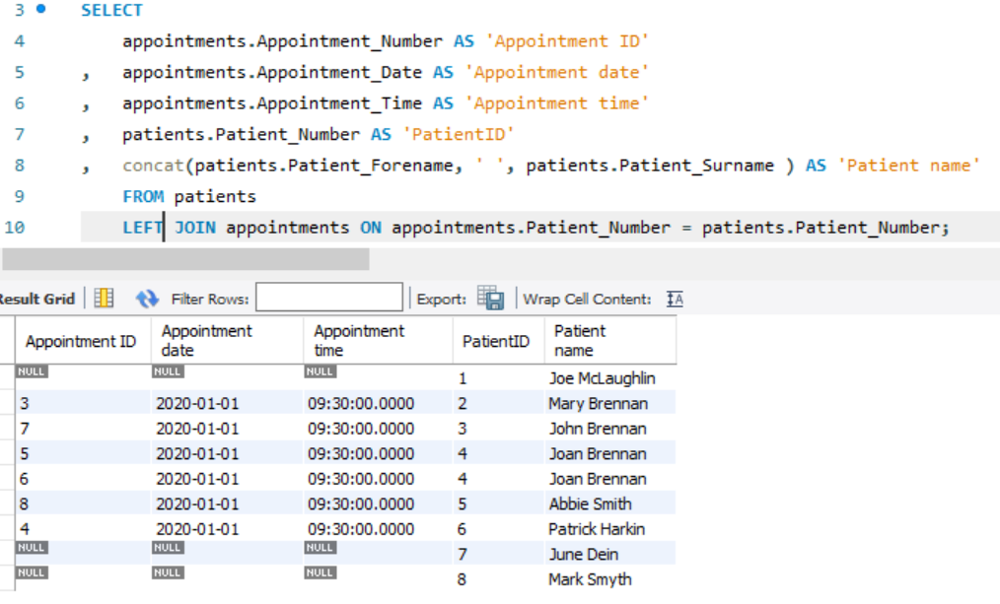 3 SELECT
4 appointments.Appointment_Number AS 'Appointment ID'
5 , appointments.Appointment_Date AS 'Appointment date'
6 , appointments.Appointment_Time AS 'Appointment time'
7 , patients.Patient_Number AS 'PatientID'
8 , concat(patients.Patient_Forename, ' ', patients.Patient_Surname ) AS 'Patient name'
9 FROM patients
10 LEFT JOIN appointments ON appointments.Patient_Number = patients.Patient_Number;
Result Grid Filter Rows: Export: Wrap Cell Content: IA
Appointment ID Appointment date Appointment time PatientID Patient name
NULL NULL NULL 1 Joe McLaughlin
3 2020-01-01 09:30:00.0000 2 Mary Brennan
7 2020-01-01 09:30:00.0000 3 John Brennan
5 2020-01-01 09:30:00.0000 4 Joan Brennan
6 2020-01-01 09:30:00.0000 4 Joan Brennan
8 2020-01-01 09:30:00.0000 5 Abbie Smith
4 2020-01-01 09:30:00.0000 6 Patrick Harkin
NULL NULL NULL 7 June Dein
NULL NULL NULL 8 Mark Smyth